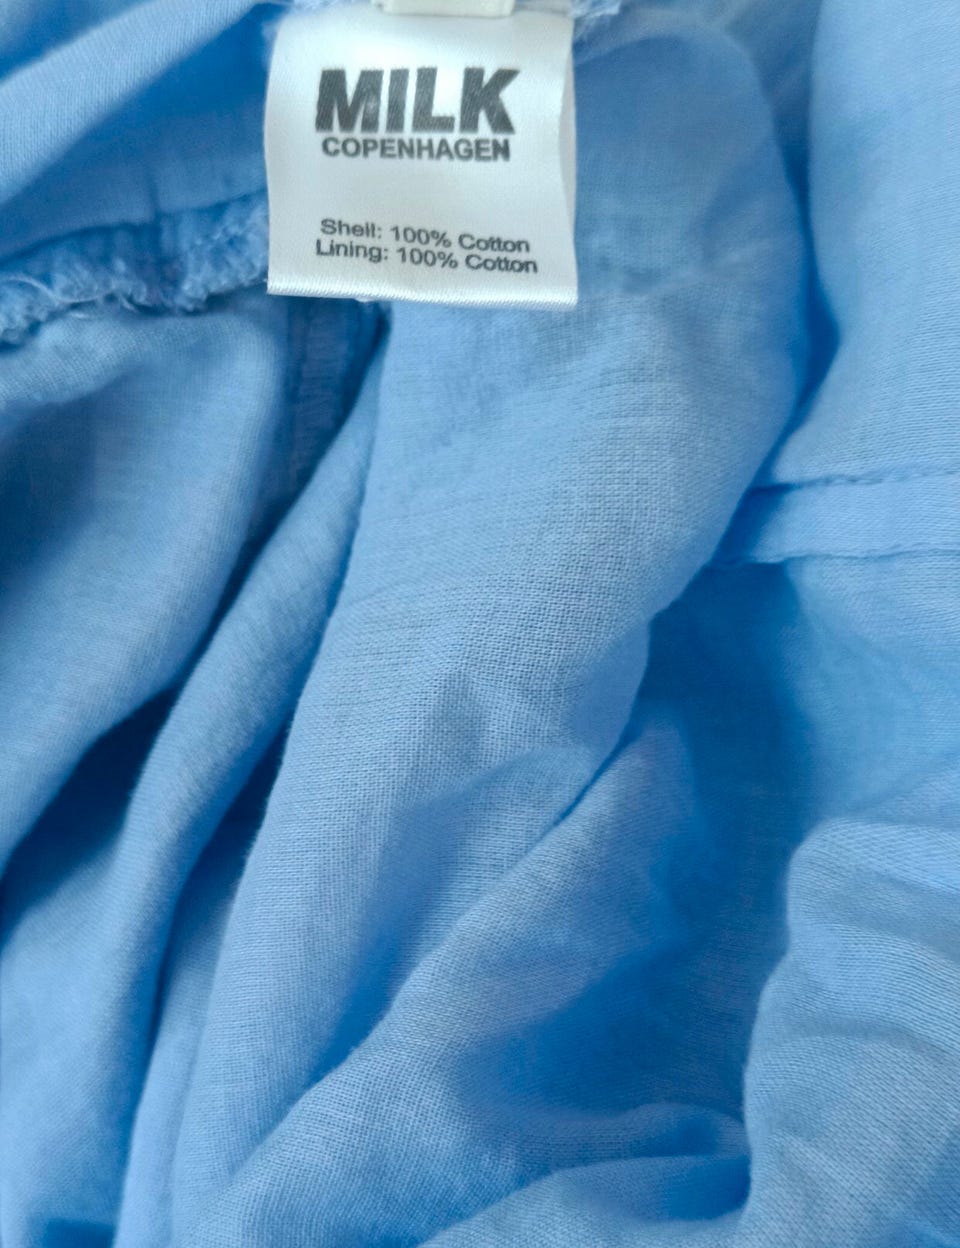 MILK
COPENHAGEN
Shell: 100% Cotton
Lining: 100% Cotton